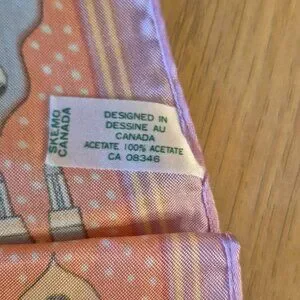 SKEMO
CANADA
DESIGNED IN
DESSINE AU
CANADA
ACETATE 100% ACETATE
CA 08346